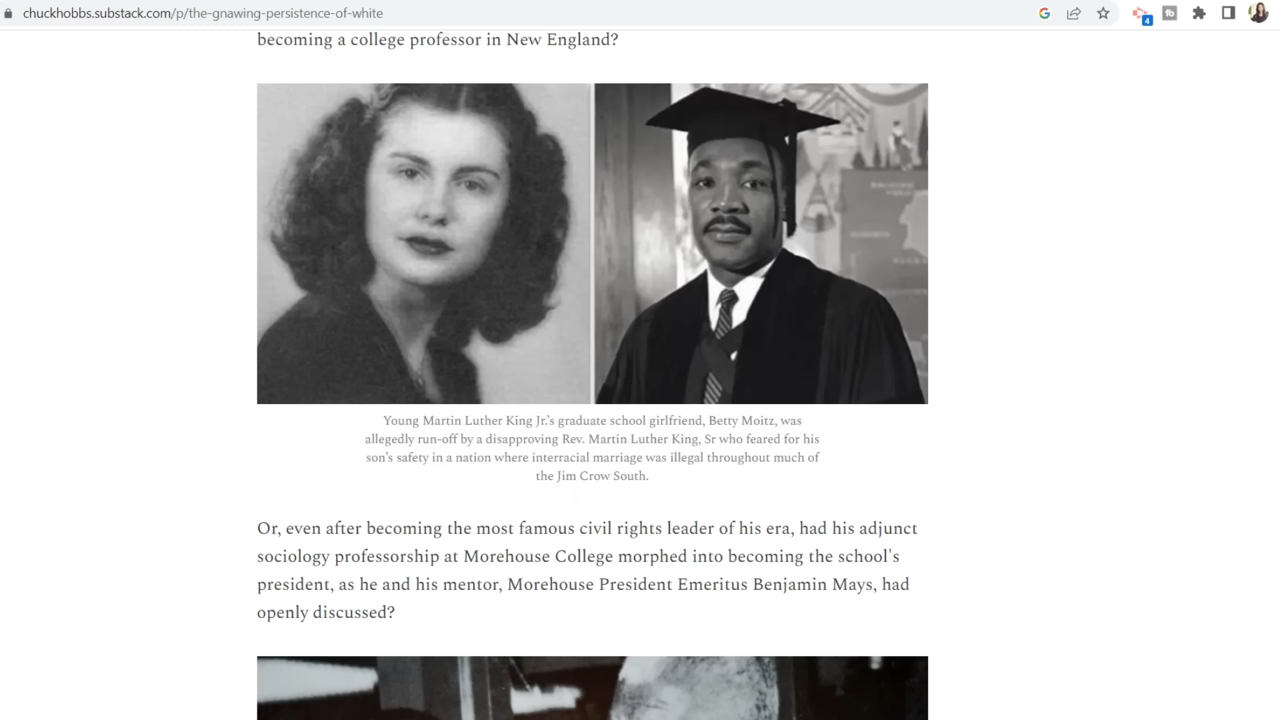 chuckhobbs.substack.com/p/the-gnawing-persistence-of-white
4
becoming a college professor in New England?
Young Martin Luther King Jr.'s graduate school girlfriend, Betty Moitz, was
allegedly run-off by a disapproving Rev. Martin Luther King, Sr who feared for his
son's safety in a nation where interracial marriage was illegal throughout much of
the Jim Crow South.
Or, even after becoming the most famous civil rights leader of his era, had his adjunct
sociology professorship at Morehouse College morphed into becoming the school's
president, as he and his mentor, Morehouse President Emeritus Benjamin Mays, had
openly discussed?